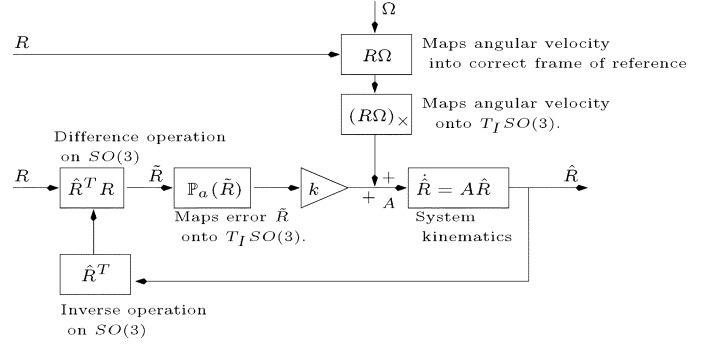 Ω
R
RΩ
Maps angular velocity
into correct frame of reference
(RΩ)×
Maps angular velocity
onto T_I SO(3).
Difference operation
on SO(3)
R
R̂^T R
R̃
ℙ_a(R̃)
k
+
+
A
R̂̇ = AR̂
R̂
Maps error R̃
onto T_I SO(3).
System
kinematics
R̂^T
Inverse operation
on SO(3)